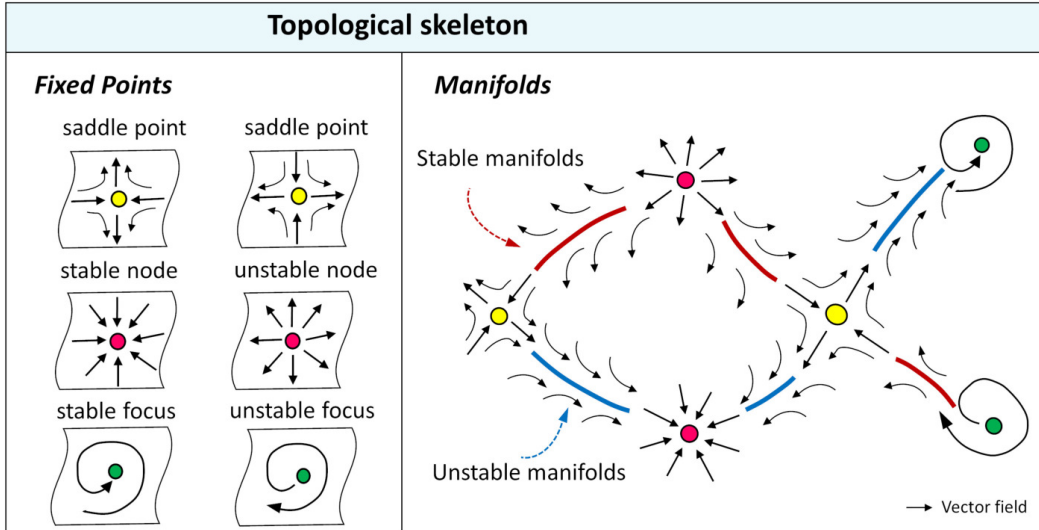 Topological skeleton
Fixed Points
saddle point
saddle point
stable node
unstable node
stable focus
unstable focus
Manifolds
Stable manifolds
Unstable manifolds
Vector field